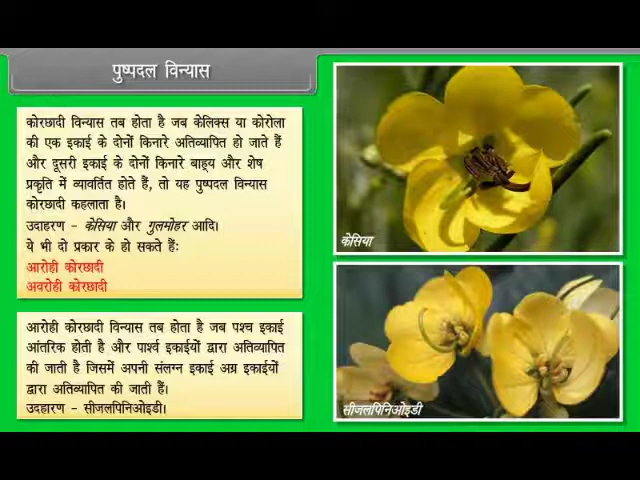 पुष्पदल विन्यास
कोरछादी विन्यास तब होता है जब केलिक्स या कोरोला
की एक इकाई के दोनों किनारे अतिव्यापित हो जाते हैं
और दूसरी इकाई के दोनों किनारे बाह्य और शेष
प्रकृति में व्यावर्तित होते हैं, तो यह पुष्पदल विन्यास
कोरछादी कहलाता है।
उदाहरण - केसिया और गुलमोहर आदि।
ये भी दो प्रकार के हो सकते हैंः
आरोही कोरछादी
अवरोही कोरछादी
केसिया
आरोही कोरछादी विन्यास तब होता है जब पश्च इकाई
आंतरिक होती है और पार्श्व इकाईयों द्वारा अतिव्यापित
की जाती है जिसमें अपनी संलग्न इकाई अग्र इकाईयों
द्वारा अतिव्यापित की जाती हैं।
उदहारण - सीजलपिनिओइडी।
सीजलपिनिओइडी